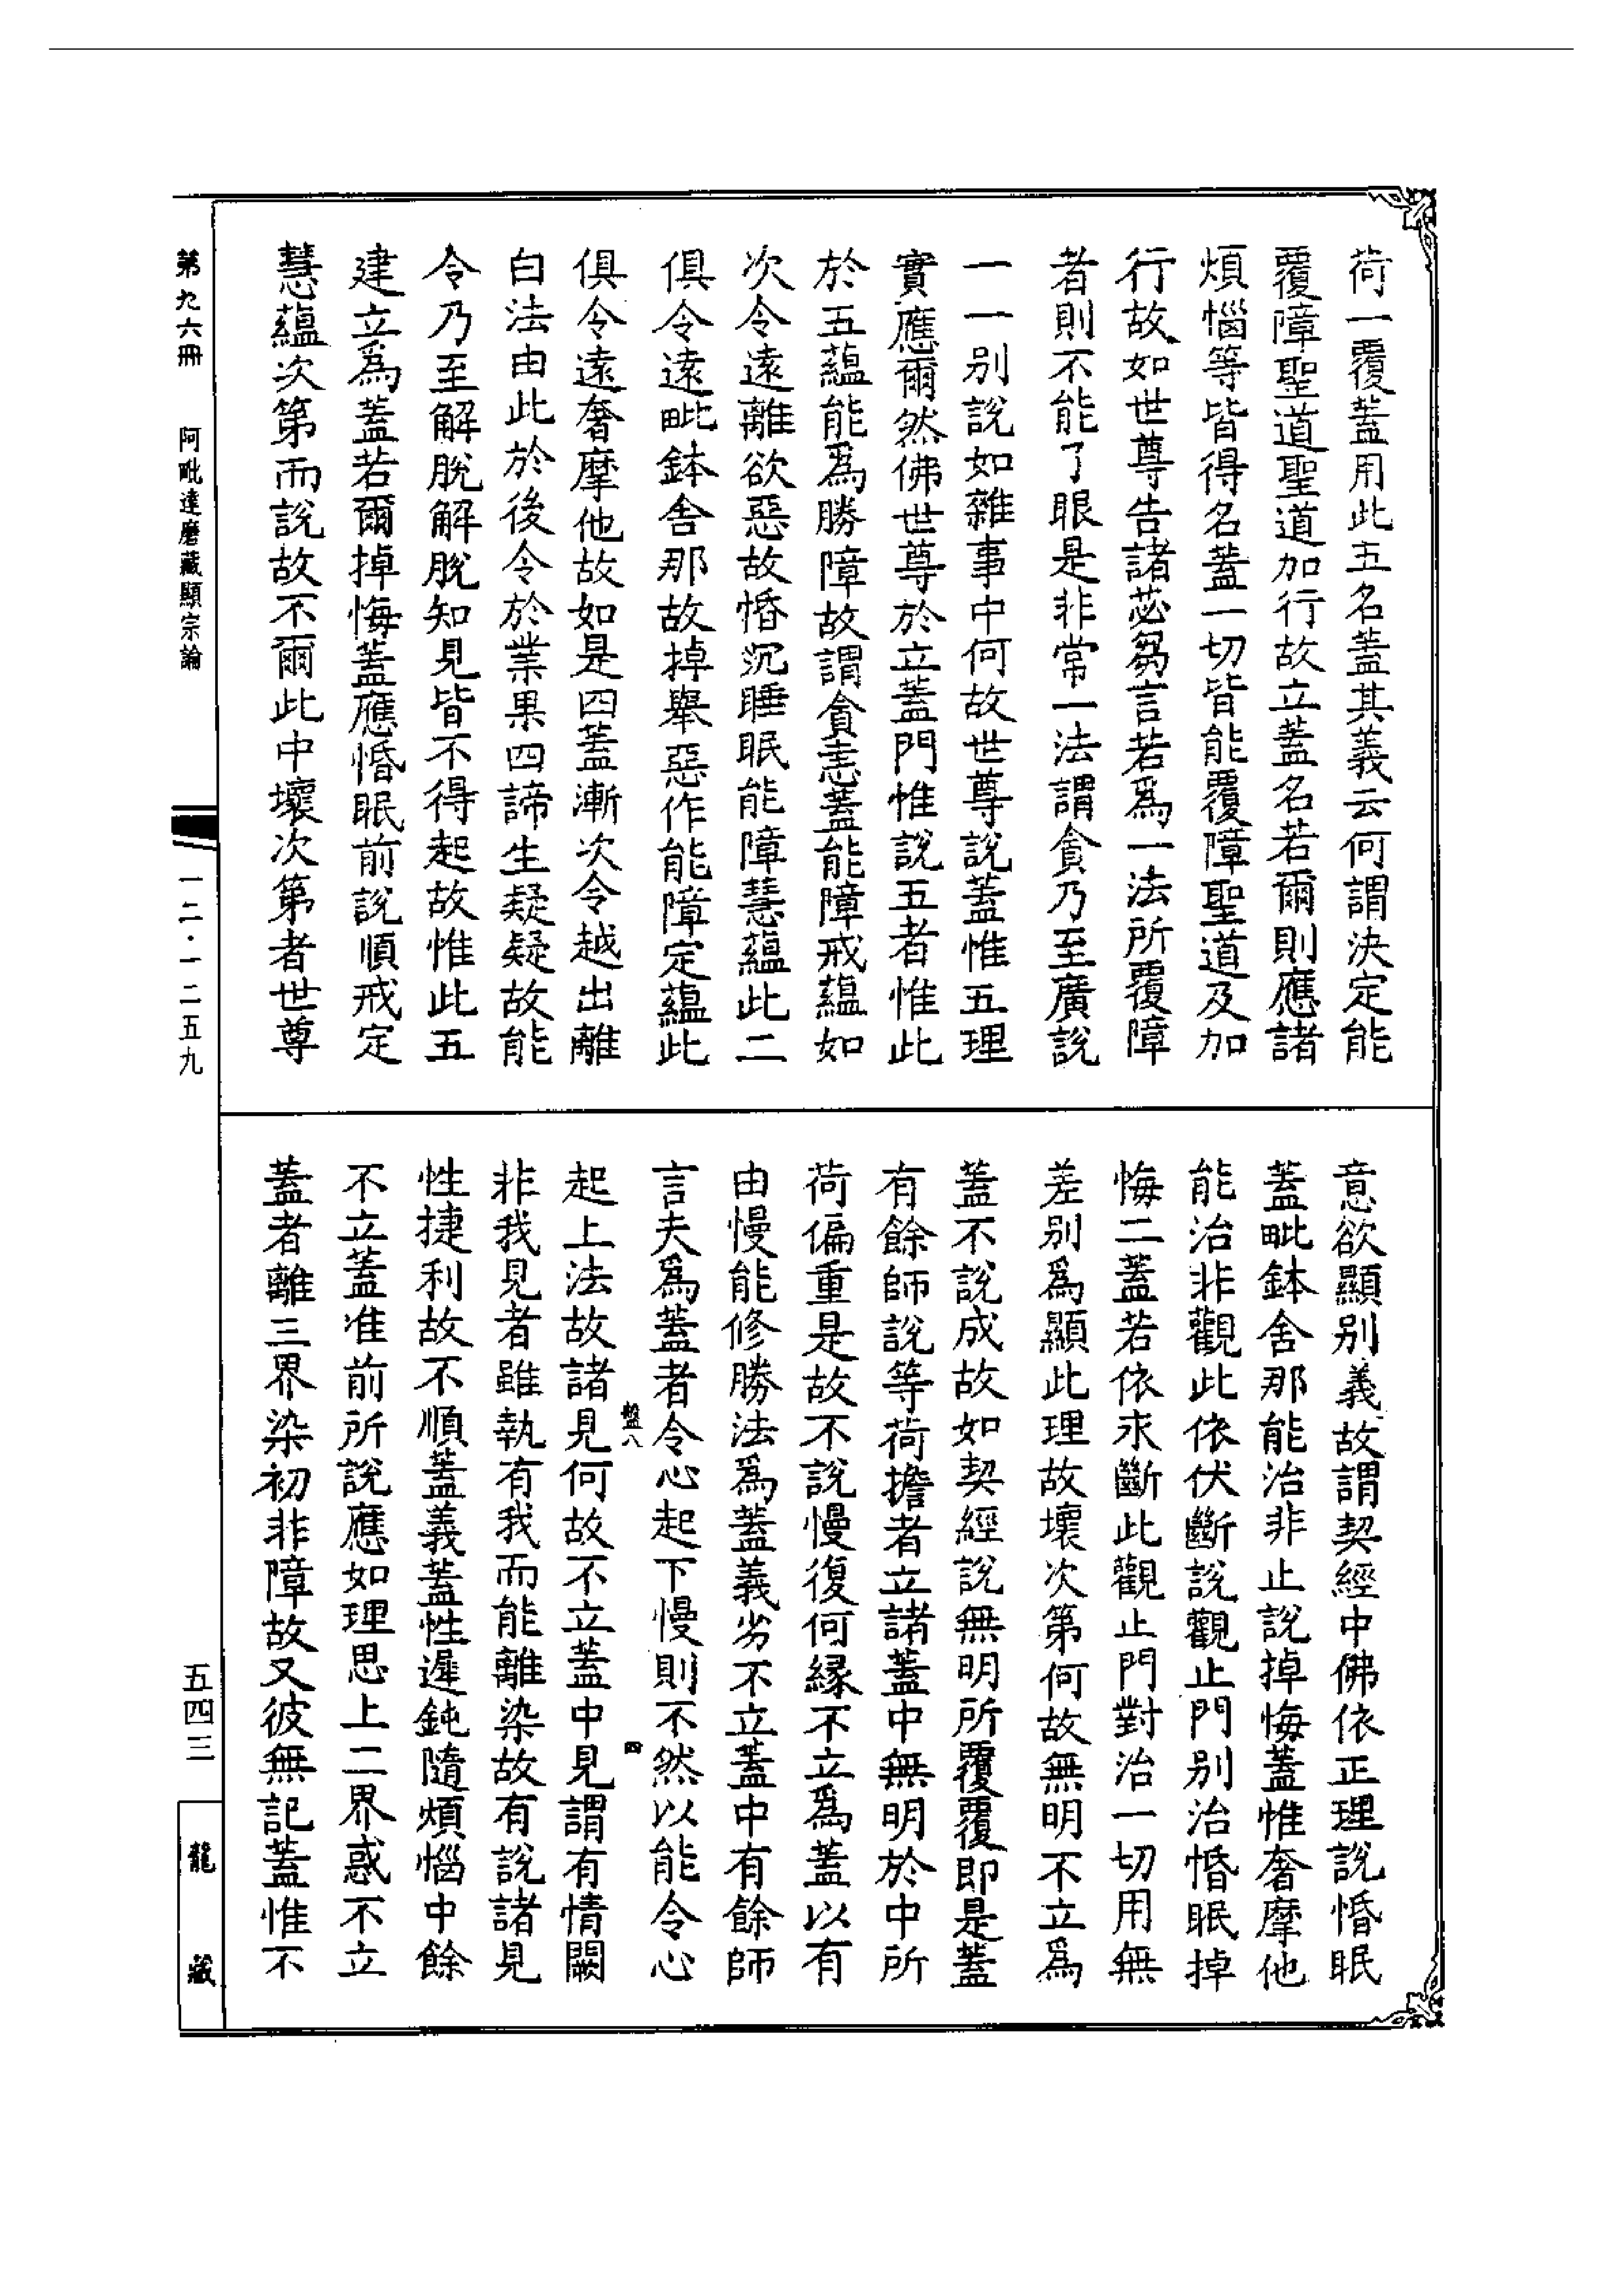 荷一覆蓋用此五名蓋其義云何謂決定能
覆障聖道聖道加行故立蓋名若爾則應諸
煩惱等皆得名蓋一切皆能覆障聖道及加
行故如世尊告諸苾芻言若為一法所覆障
者則不能了眼是非常一法謂貪乃至廣說
一一別說如雜事中何故世尊說蓋惟五理
實應爾然佛世尊於立蓋門惟說五者惟此
於五蘊能為勝障故謂貪恚蓋能障戒蘊如
次令遠離欲惡故惛沉睡眠能障慧蘊此二
俱令遠毗鉢舍那故掉舉惡作能障定蘊此
俱令遠奢摩他故如是四蓋漸次令越出離
白法由此於後令於業果四諦生疑疑故能
令乃至解脫解脫知見皆不得起故惟此五
建立為蓋若爾掉悔蓋應惛眠前說順戒定
慧蘊次第而說故不爾此中壞次第者世尊
意欲顯別義故謂契經中佛依正理說惛眠
蓋毗鉢舍那能治非止說掉悔蓋惟奢摩他
能治非觀此依伏斷說觀止門別治惛眠掉
悔二蓋若依永斷此觀止門對治一切用無
差別為顯此理故壞次第何故無明不立為
蓋不說成故如契經說無明所覆覆即是蓋
有餘師說等荷擔者立諸蓋中無明於中所
荷偏重是故不說慢復何緣不立為蓋以有
由慢能修勝法為蓋義劣不立蓋中有餘師
言夫為蓋者令心起下慢則不然以能令心
盤八
四
起上法故諸見何故不立蓋中見謂有情闕
非我見者雖執有我而能離染故有說諸見
性捷利故不順蓋義蓋性遲鈍隨煩惱中餘
不立蓋准前所說應如理思上二界惑不立
蓋者離三界染初非障故又彼無記蓋惟不
第九六冊
阿毗達磨藏顯宗論
一二·一二五九
五四三
龍藏